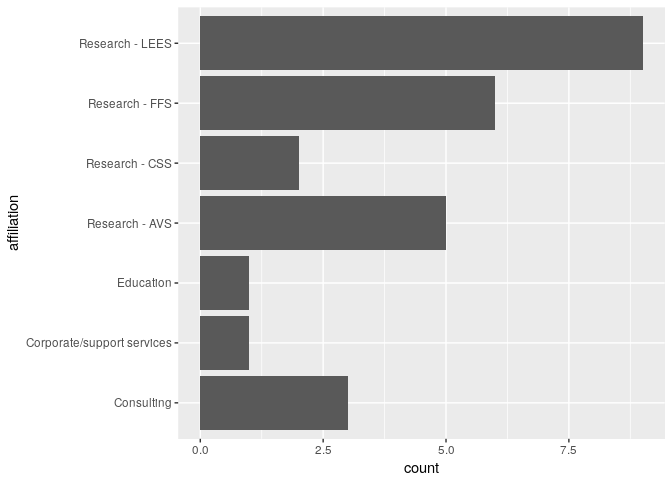 Research - LEES
Research - FFS
Research - CSS
Research - AVS
Education
Corporate/support services
Consulting
affiliation
0.0 2.5 5.0 7.5
count